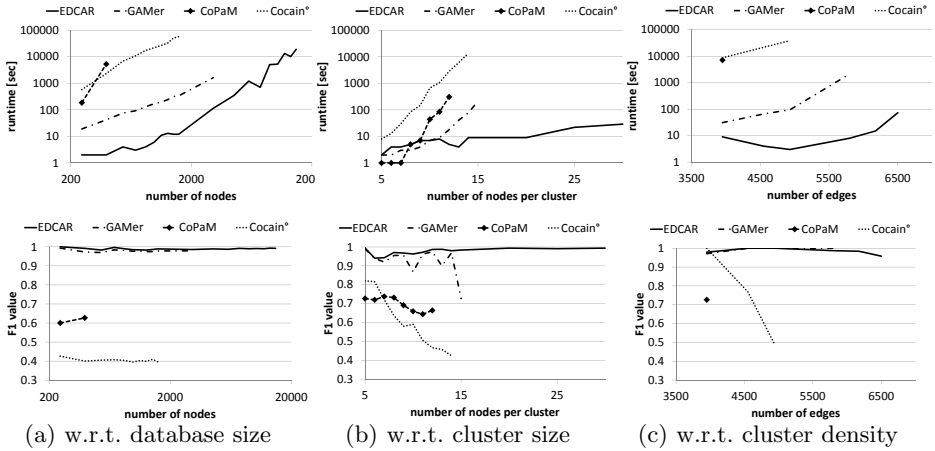 EDCAR GAMer CoPaM Cocain°
100000
10000
1000
100
10
1
runtime [sec]
200 2000 200
number of nodes
EDCAR GAMer CoPaM Cocain°
100000
10000
1000
100
10
1
runtime [sec]
5 15 25
number of nodes per cluster
EDCAR GAMer CoPaM Cocain°
100000
10000
1000
100
10
1
runtime [sec]
3500 4500 5500 6500
number of edges
EDCAR GAMer CoPaM Cocain°
1
0.9
0.8
0.7
0.6
0.5
0.4
0.3
F1 value
200 2000 20000
number of nodes
EDCAR GAMer CoPaM Cocain°
1
0.9
0.8
0.7
0.6
0.5
0.4
0.3
F1 value
5 15 25
number of nodes per cluster
EDCAR GAMer CoPaM Cocain°
1
0.9
0.8
0.7
0.6
0.5
0.4
0.3
F1 value
3500 4500 5500 6500
number of edges
(a) w.r.t. database size
(b) w.r.t. cluster size
(c) w.r.t. cluster density